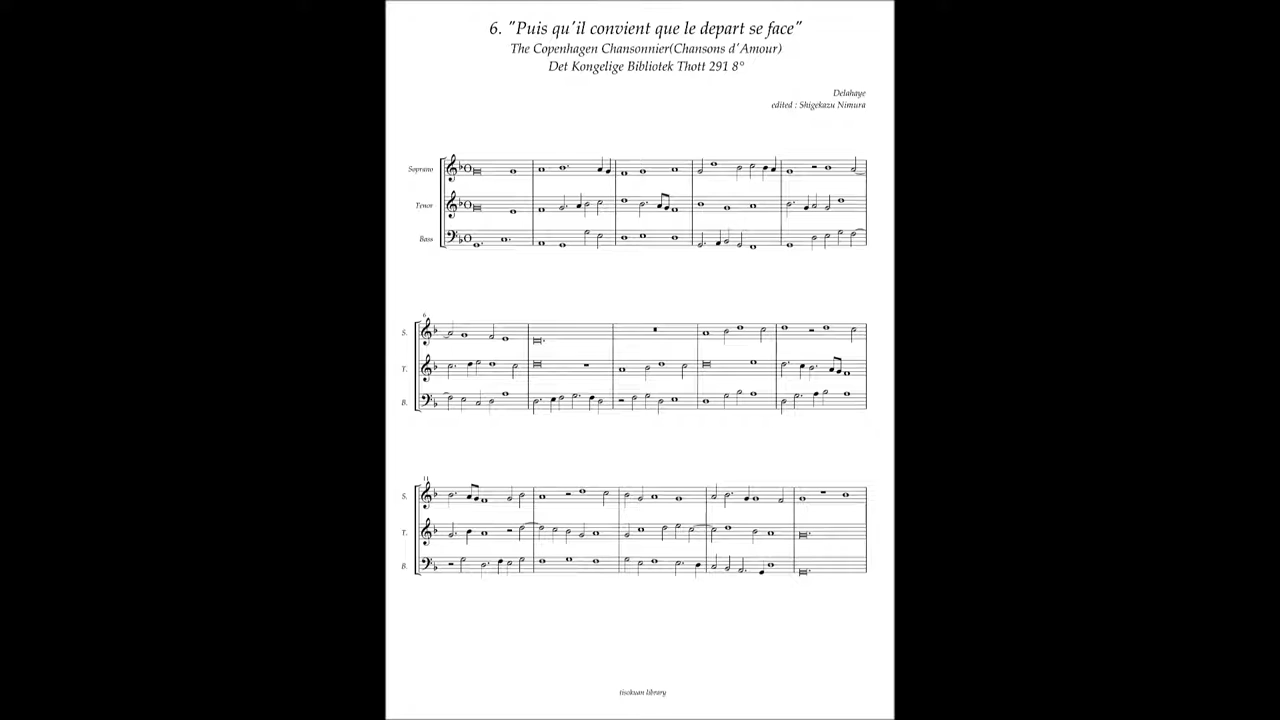 6. "Puis qu'il convient que le depart se face"
The Copenhagen Chansonnier(Chansons d'Amour)
Det Kongelige Bibliotek Thott 291 8°
Delahaye
edited : Shigekazu Nimura
Soprano
Tenor
Bass
6
S.
T.
B.
11
S.
T.
B.
tisokuan library